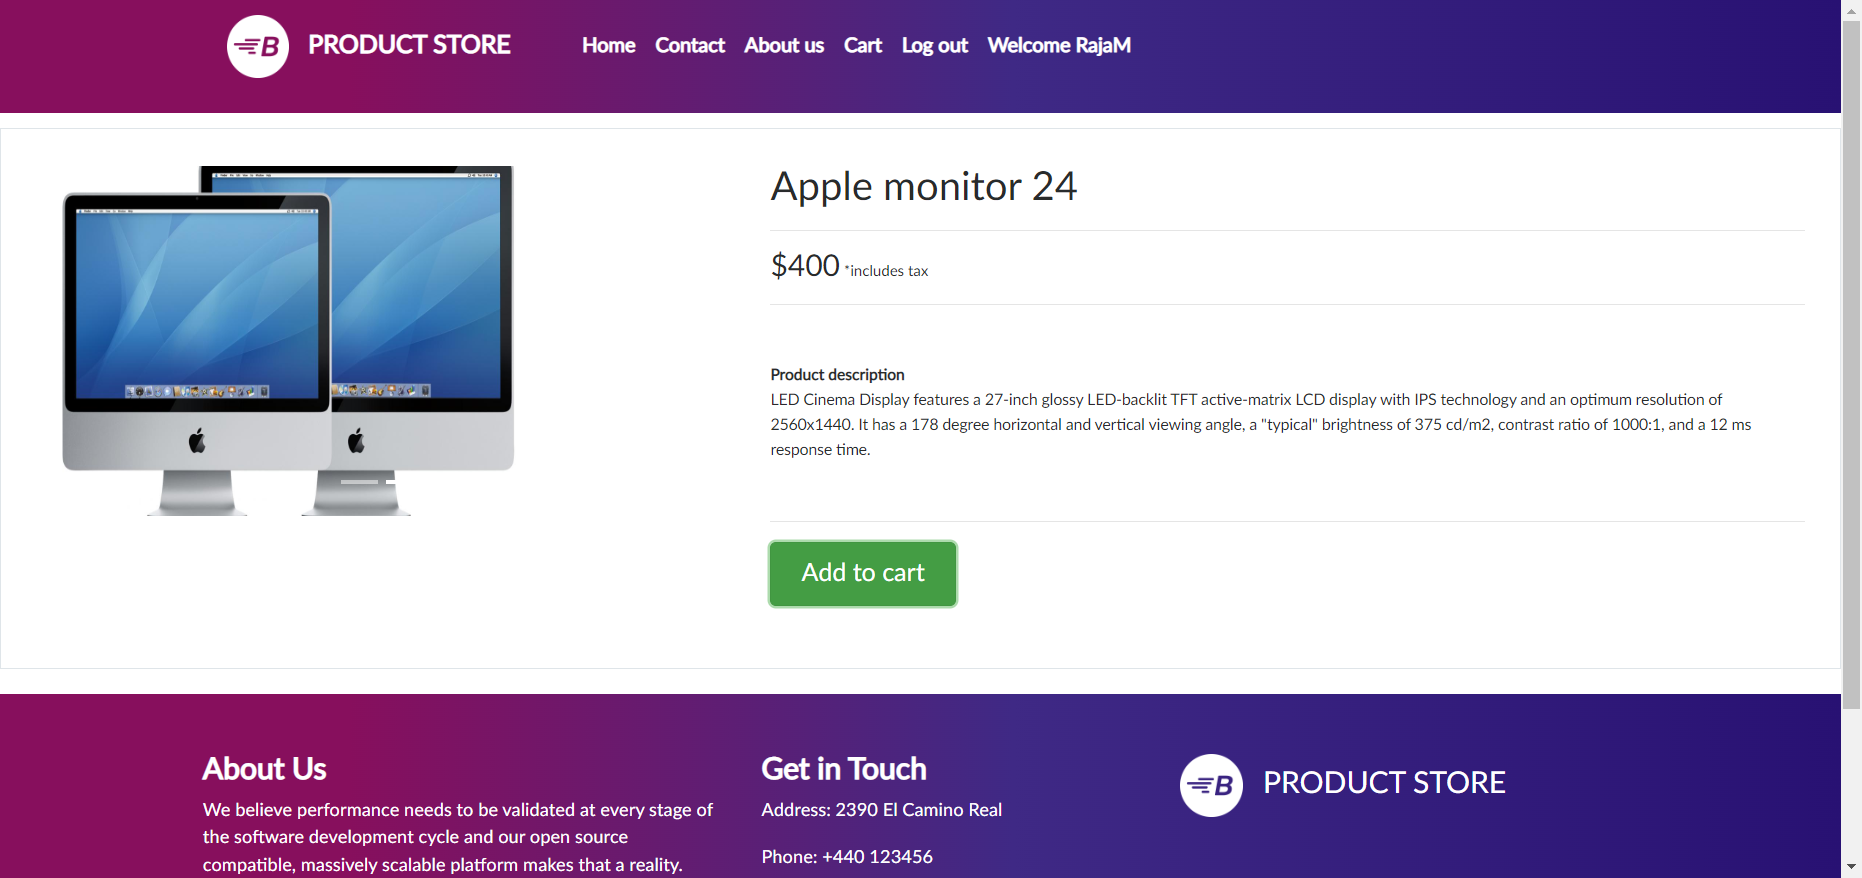 B PRODUCT STORE Home Contact About us Cart Log out Welcome RajaM
Apple monitor 24
$400 *includes tax
Product description
LED Cinema Display features a 27-inch glossy LED-backlit TFT active-matrix LCD display with IPS technology and an optimum resolution of
2560x1440. It has a 178 degree horizontal and vertical viewing angle, a "typical" brightness of 375 cd/m2, contrast ratio of 1000:1, and a 12 ms
response time.
Add to cart
About Us
We believe performance needs to be validated at every stage of
the software development cycle and our open source
compatible, massively scalable platform makes that a reality.
Get in Touch
Address: 2390 El Camino Real
Phone: +440 123456
B PRODUCT STORE